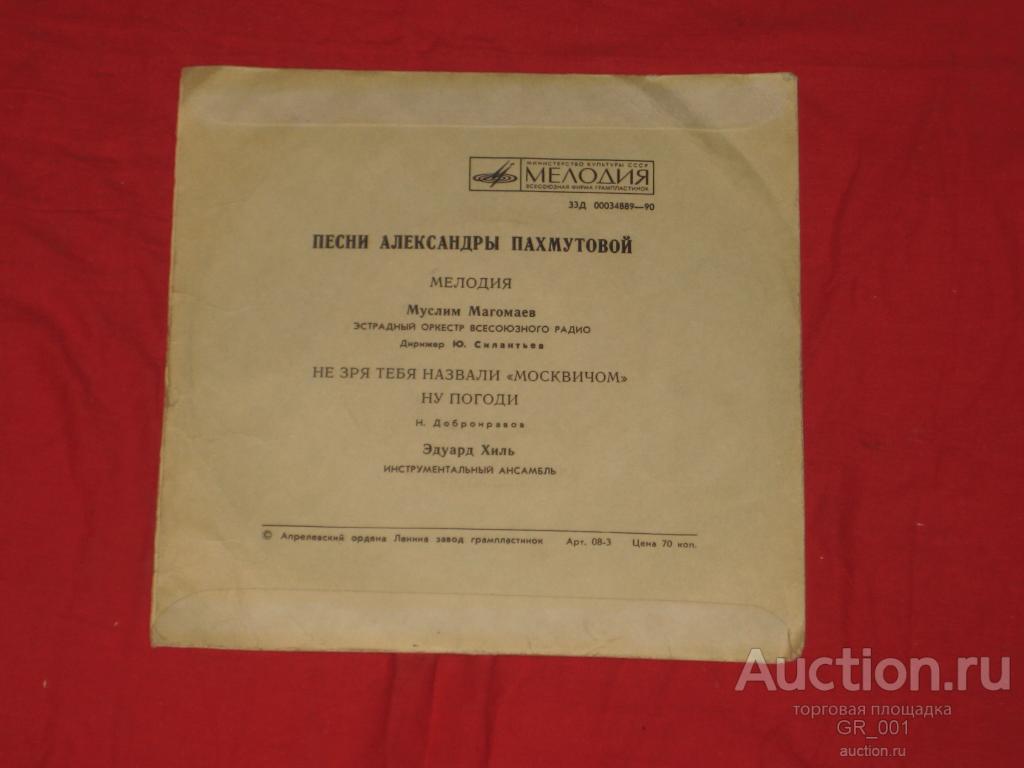 МИНИСТЕРСТВО КУЛЬТУРЫ СССР
МЕЛОДИЯ
ВСЕСОЮЗНАЯ ФИРМА ГРАМПЛАСТИНОК
33Д 00034889—90
ПЕСНИ АЛЕКСАНДРЫ ПАХМУТОВОЙ
МЕЛОДИЯ
Муслим Магомаев
ЭСТРАДНЫЙ ОРКЕСТР ВСЕСОЮЗНОГО РАДИО
Дирижер Ю. Силантьев
НЕ ЗРЯ ТЕБЯ НАЗВАЛИ «МОСКВИЧОМ»
НУ ПОГОДИ
Н. Добронравов
Эдуард Хиль
ИНСТРУМЕНТАЛЬНЫЙ АНСАМБЛЬ
© Апрелевский ордена Ленина завод грампластинок Арт. 08-3 Цена 70 коп.
Auction.ru
торговая площадка
GR_001
auction.ru